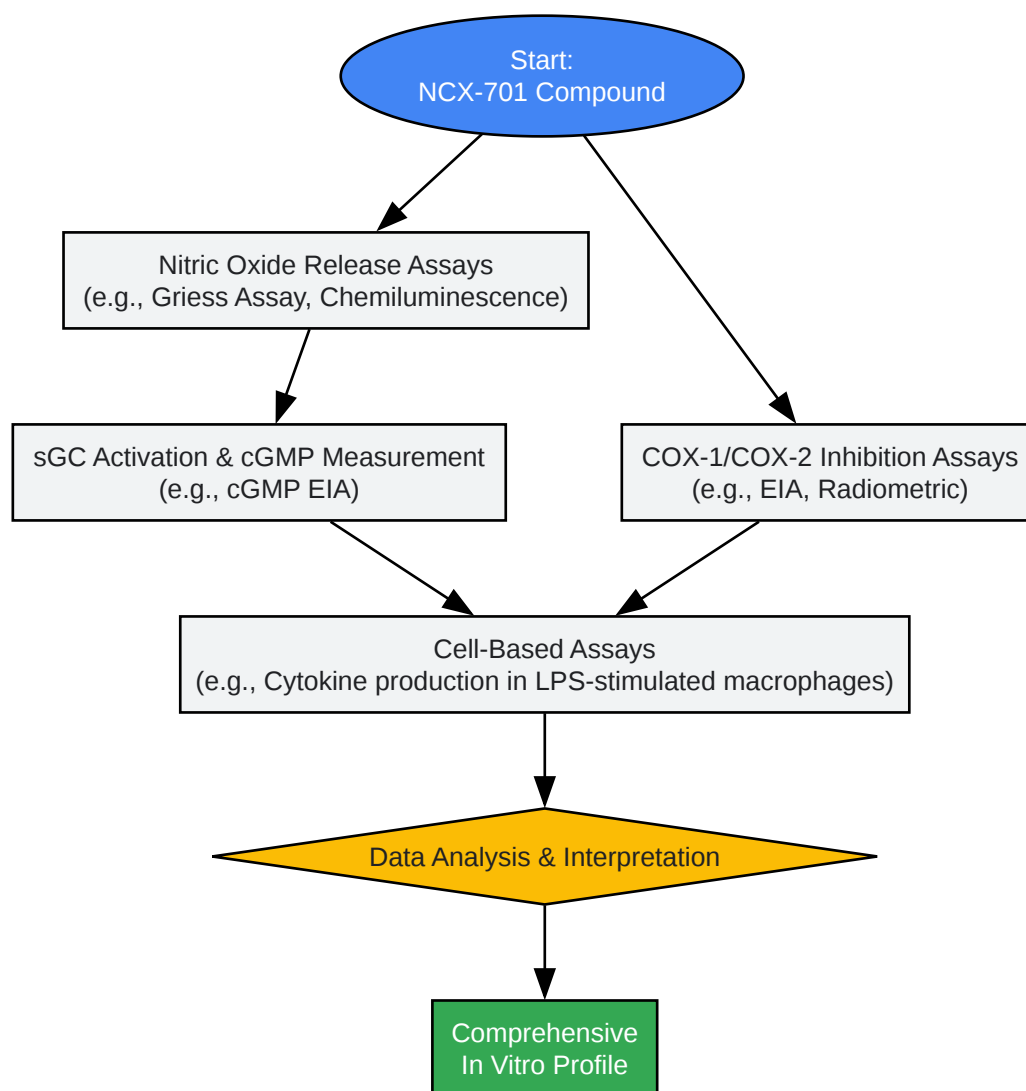 Start:
NCX-701 Compound
Nitric Oxide Release Assays
(e.g., Griess Assay, Chemiluminescence)
sGC Activation & cGMP Measurement
(e.g., cGMP EIA)
COX-1/COX-2 Inhibition Assays
(e.g., EIA, Radiometric)
Cell-Based Assays
(e.g., Cytokine production in LPS-stimulated macrophages)
Data Analysis & Interpretation
Comprehensive
In Vitro Profile